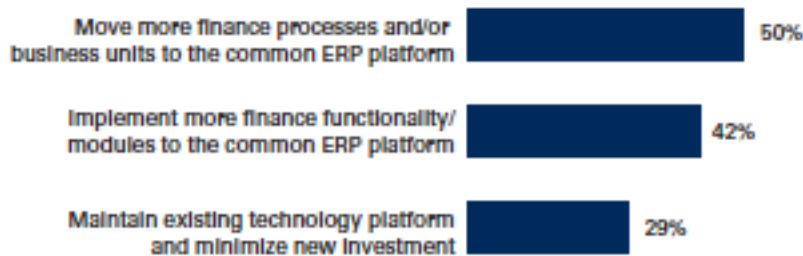 Move more finance processes and/or
business units to the common ERP platform
50%
Implement more finance functionality/
modules to the common ERP platform
42%
Maintain existing technology platform
and minimize new investment
29%